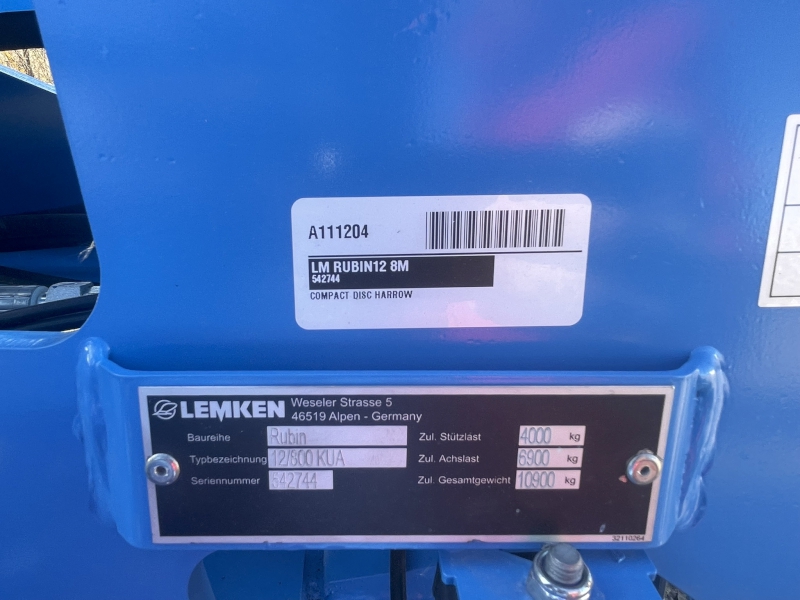 A111204
LM RUBIN12 8M
542744
COMPACT DISC HARROW
LEMKEN Weseler Strasse 5
46519 Alpen - Germany
Baureihe Rubin Zul. Stützlast 4000 kg
Typbezeichnung 12/800 KUA Zul. Achslast 6900 kg
Seriennummer 542744 Zul. Gesamtgewicht 10900 kg
32110264